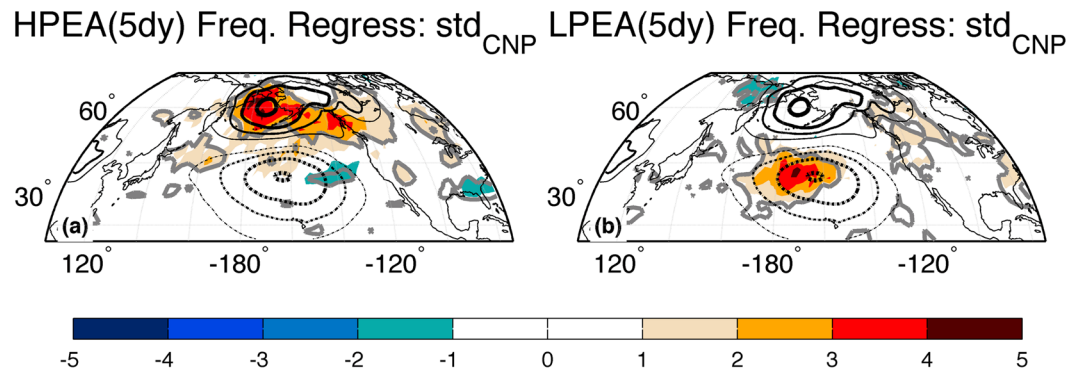 HPEA(5dy) Freq. Regress: std_CNP LPEA(5dy) Freq. Regress: std_CNP
60° 60°
30° 30°
(a) (b)
120° -180° -120° 120° -180° -120°
-5 -4 -3 -2 -1 0 1 2 3 4 5